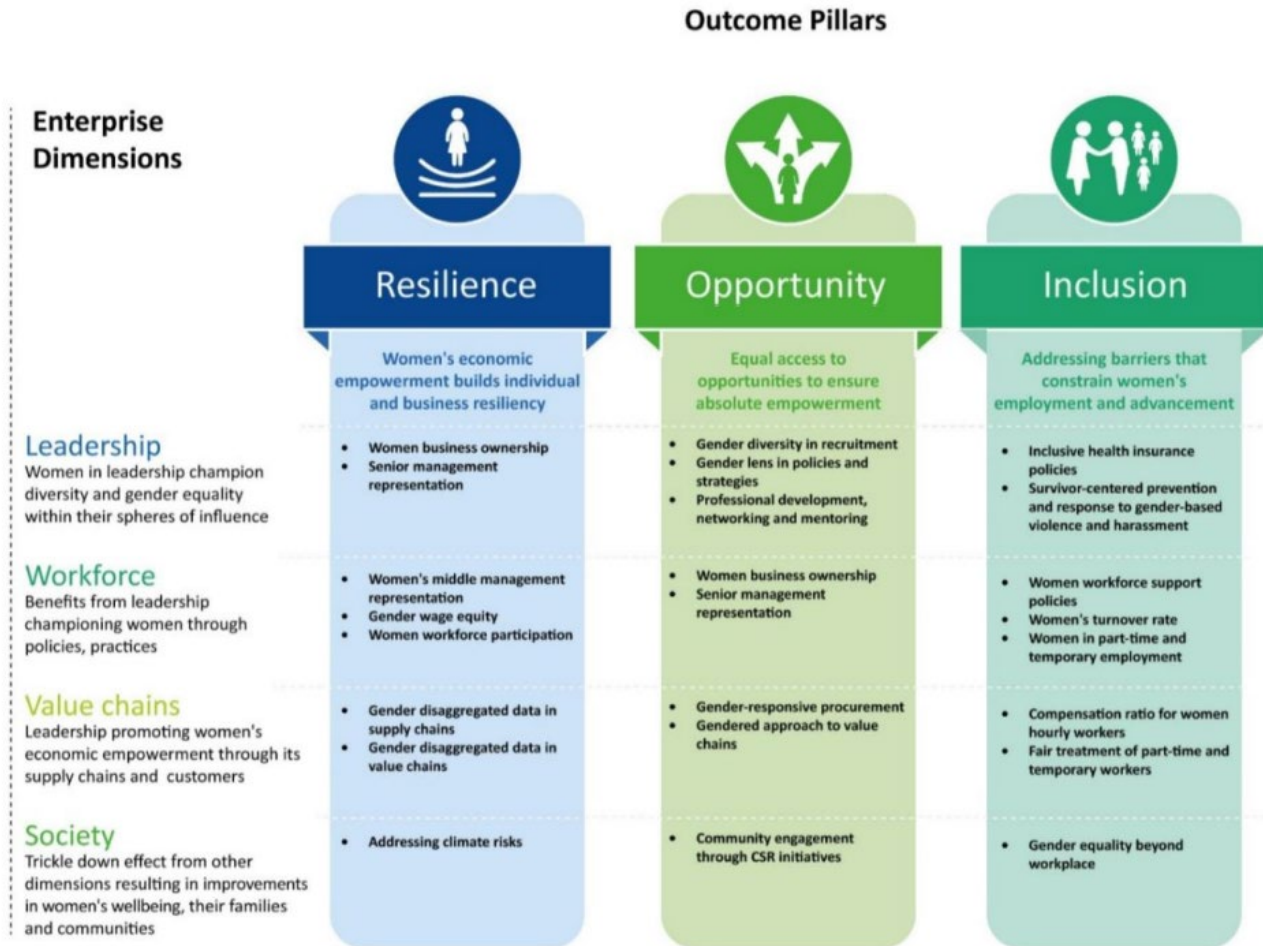 Outcome Pillars
Enterprise
Dimensions
Resilience
Opportunity
Inclusion
Women's economic
empowerment builds individual
and business resiliency
Equal access to
opportunities to ensure
absolute empowerment
Addressing barriers that
constrain women's
employment and advancement
Leadership
Women in leadership champion
diversity and gender equality
within their spheres of influence
• Women business ownership
• Senior management
representation
• Gender diversity in recruitment
• Gender lens in policies and
strategies
• Professional development,
networking and mentoring
• Inclusive health insurance
policies
• Survivor-centered prevention
and response to gender-based
violence and harassment
Workforce
Benefits from leadership
championing women through
policies, practices
• Women's middle management
representation
• Gender wage equity
• Women workforce participation
• Women business ownership
• Senior management
representation
• Women workforce support
policies
• Women's turnover rate
• Women in part-time and
temporary employment
Value chains
Leadership promoting women's
economic empowerment through its
supply chains and customers
• Gender disaggregated data in
supply chains
• Gender disaggregated data in
value chains
• Gender-responsive procurement
• Gendered approach to value
chains
• Compensation ratio for women
hourly workers
• Fair treatment of part-time and
temporary workers
Society
Trickle down effect from other
dimensions resulting in improvements
in women's wellbeing, their families
and communities
• Addressing climate risks
• Community engagement
through CSR initiatives
• Gender equality beyond
workplace